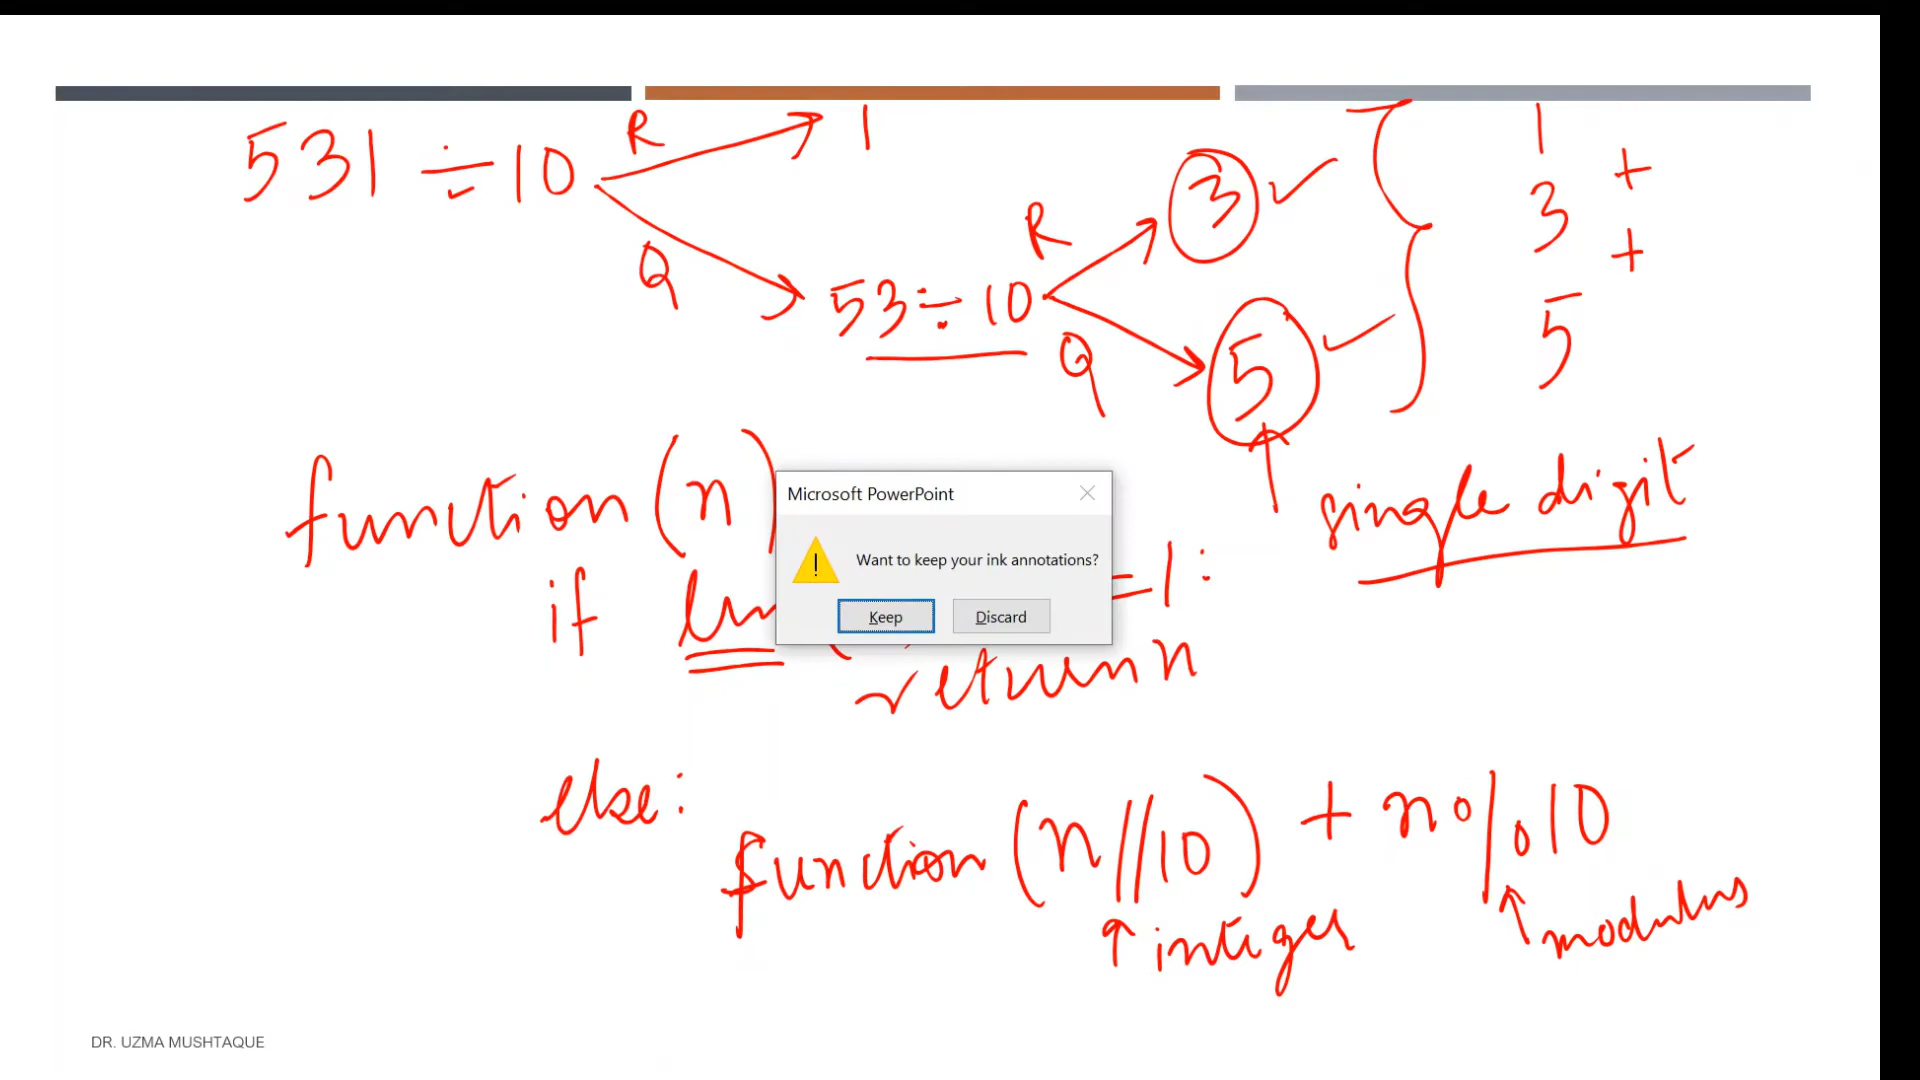 531 ÷ 10
R
1
Q
53 ÷ 10
R
3
Q
5
1
+
3
+
5
single digit
function (n)
if =1:
return n
else:
function (n//10) + n%10
integer
modulus
Microsoft PowerPoint
Want to keep your ink annotations?
Keep
Discard
DR. UZMA MUSHTAQUE